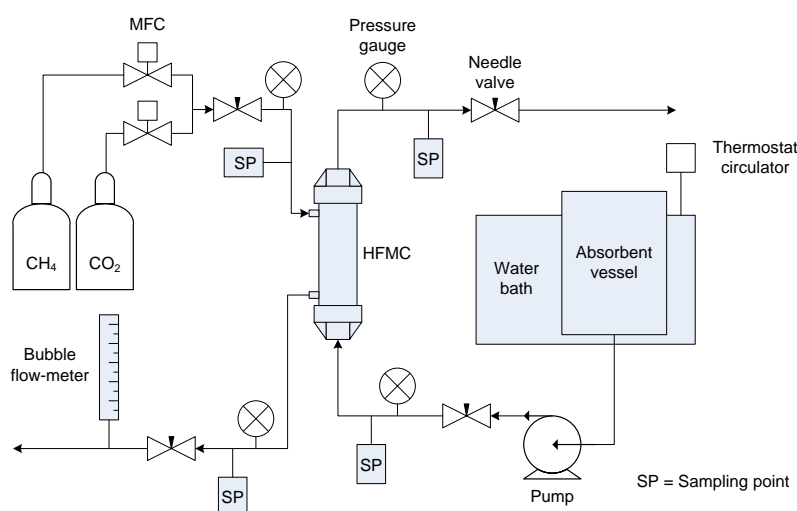 MFC
Pressure
gauge
Needle
valve
SP
SP
Thermostat
circulator
CH₄
CO₂
HFMC
Water
bath
Absorbent
vessel
Bubble
flow-meter
SP
SP
Pump
SP = Sampling point